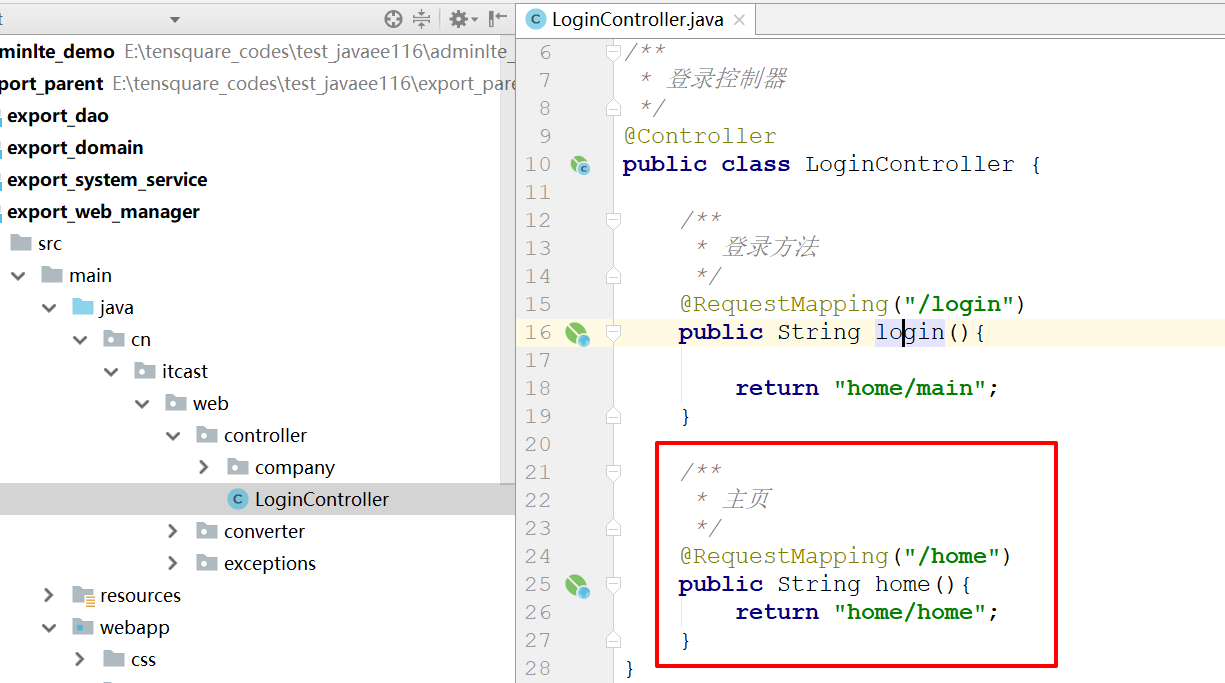 t
minlte_demo E:\tensquare_codes\test_javaee116\adminlte_
port_parent E:\tensquare_codes\test_javaee116\export_pare
export_dao
export_domain
export_system_service
export_web_manager
src
main
java
cn
itcast
web
controller
company
LoginController
converter
exceptions
resources
webapp
css
LoginController.java
6 /**
7 * 登录控制器
8 */
9 @Controller
10 public class LoginController {
11
12 /**
13 * 登录方法
14 */
15 @RequestMapping("/login")
16 public String login(){
17
18 return "home/main";
19 }
20
21 /**
22 * 主页
23 */
24 @RequestMapping("/home")
25 public String home(){
26 return "home/home";
27 }
28 }